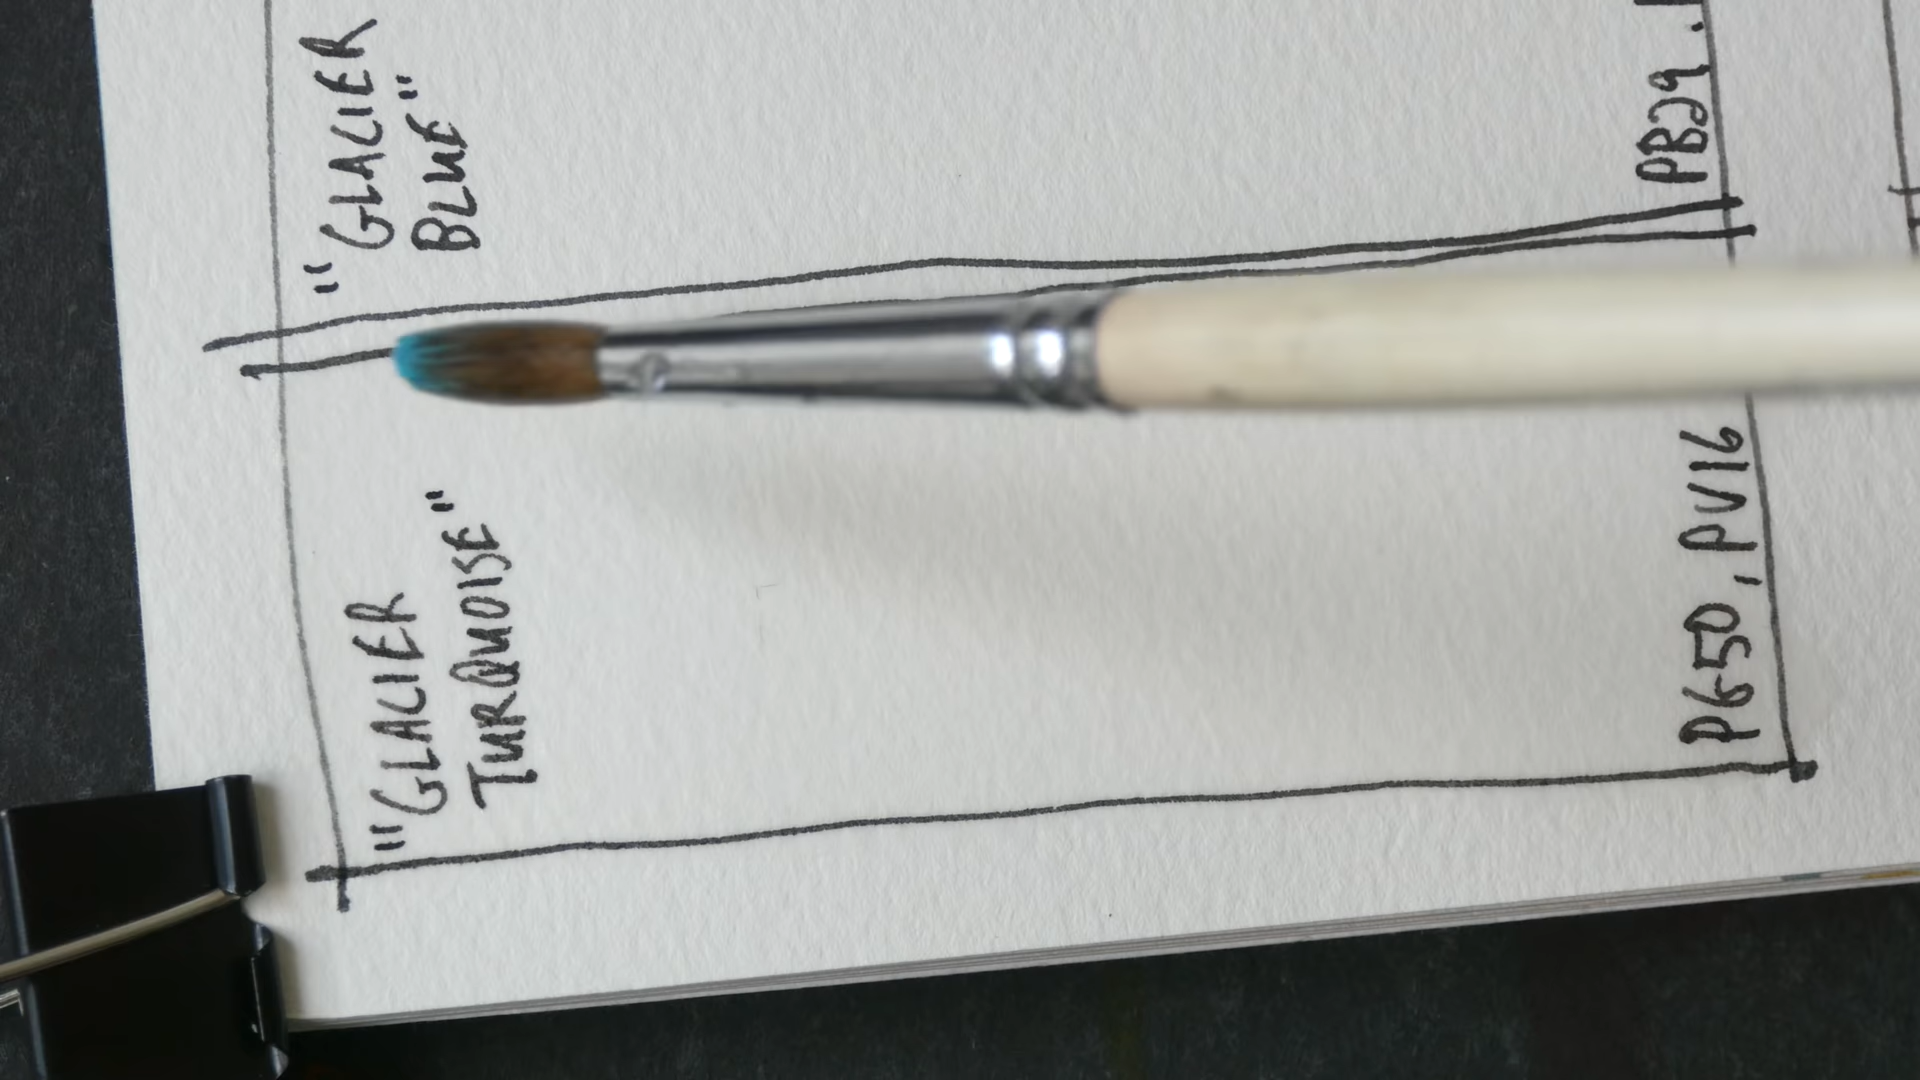 "GLACIER
BLUE"
PB29
"GLACIER
TURQUOISE"
PG50, PV16